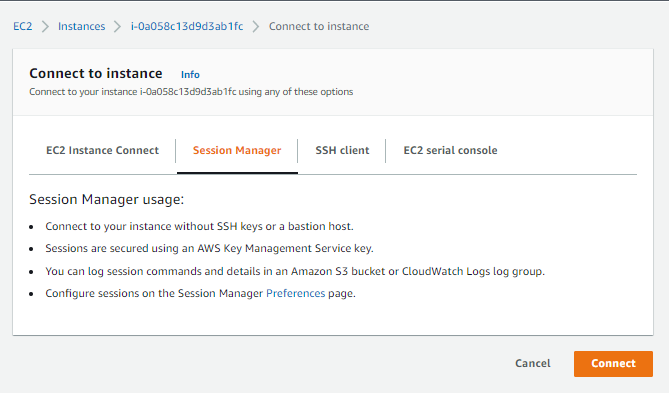 EC2 > Instances > i-0a058c13d9d3ab1fc > Connect to instance
Connect to instance Info
Connect to your instance i-0a058c13d9d3ab1fc using any of these options
EC2 Instance Connect Session Manager SSH client EC2 serial console
Session Manager usage:
• Connect to your instance without SSH keys or a bastion host.
• Sessions are secured using an AWS Key Management Service key.
• You can log session commands and details in an Amazon S3 bucket or CloudWatch Logs log group.
• Configure sessions on the Session Manager Preferences page.
Cancel Connect